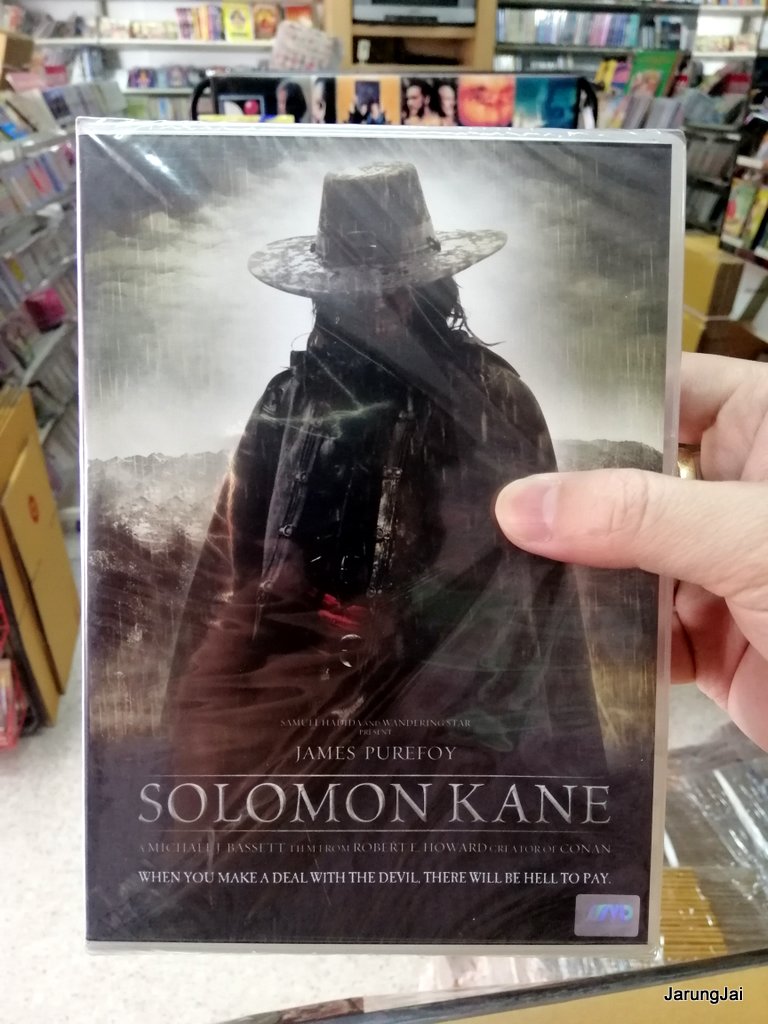 SAMUEL HADIDA AND WANDERING STAR
PRESENT
JAMES PUREFOY
SOLOMON KANE
A MICHAEL J BASSETT FILM FROM ROBERT E. HOWARD CREATOR OF CONAN
WHEN YOU MAKE A DEAL WITH THE DEVIL, THERE WILL BE HELL TO PAY.
JarungJai